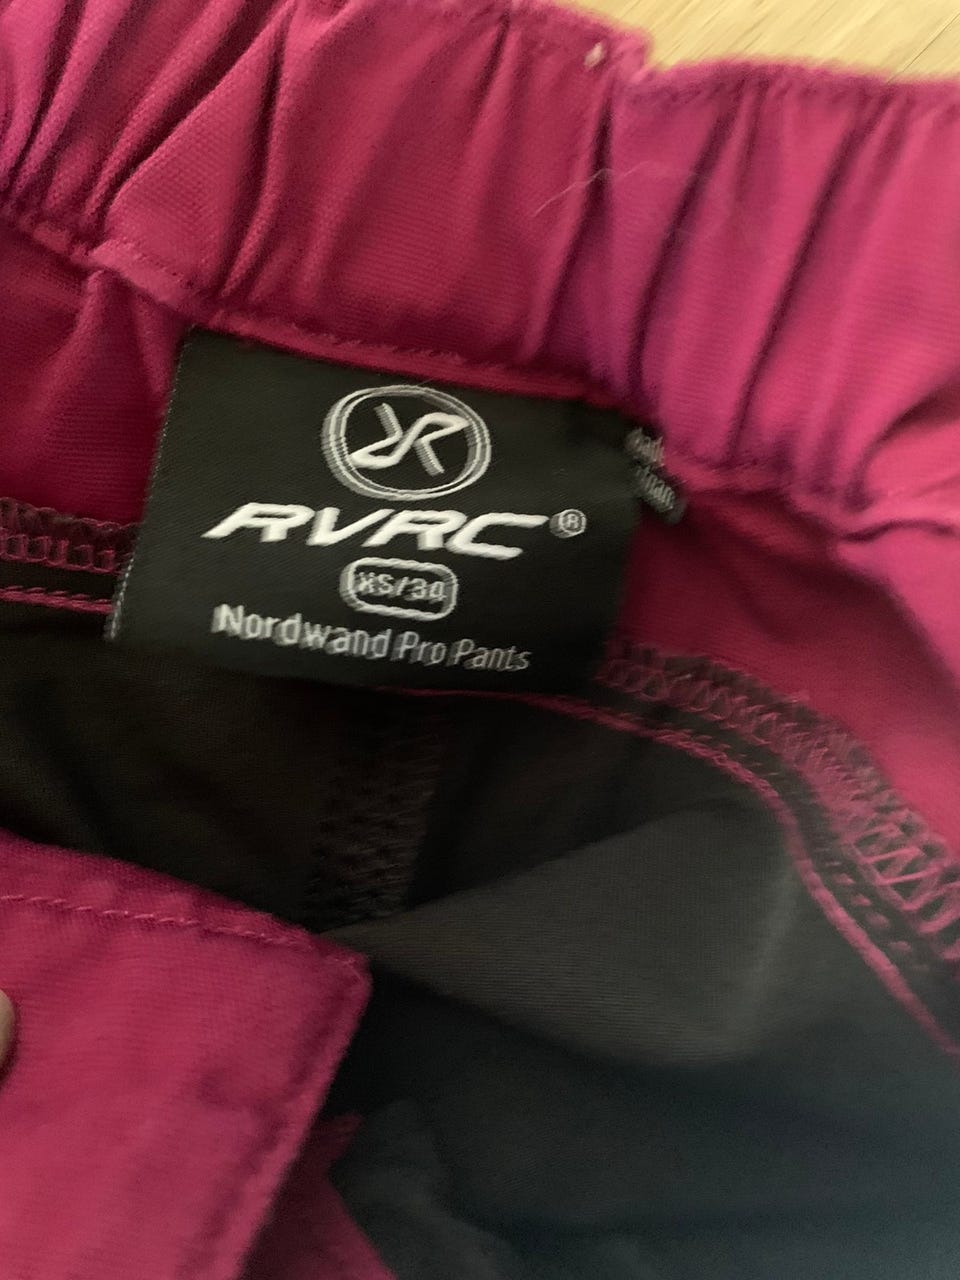 RVRC®
XS/34
Nordwand Pro Pants